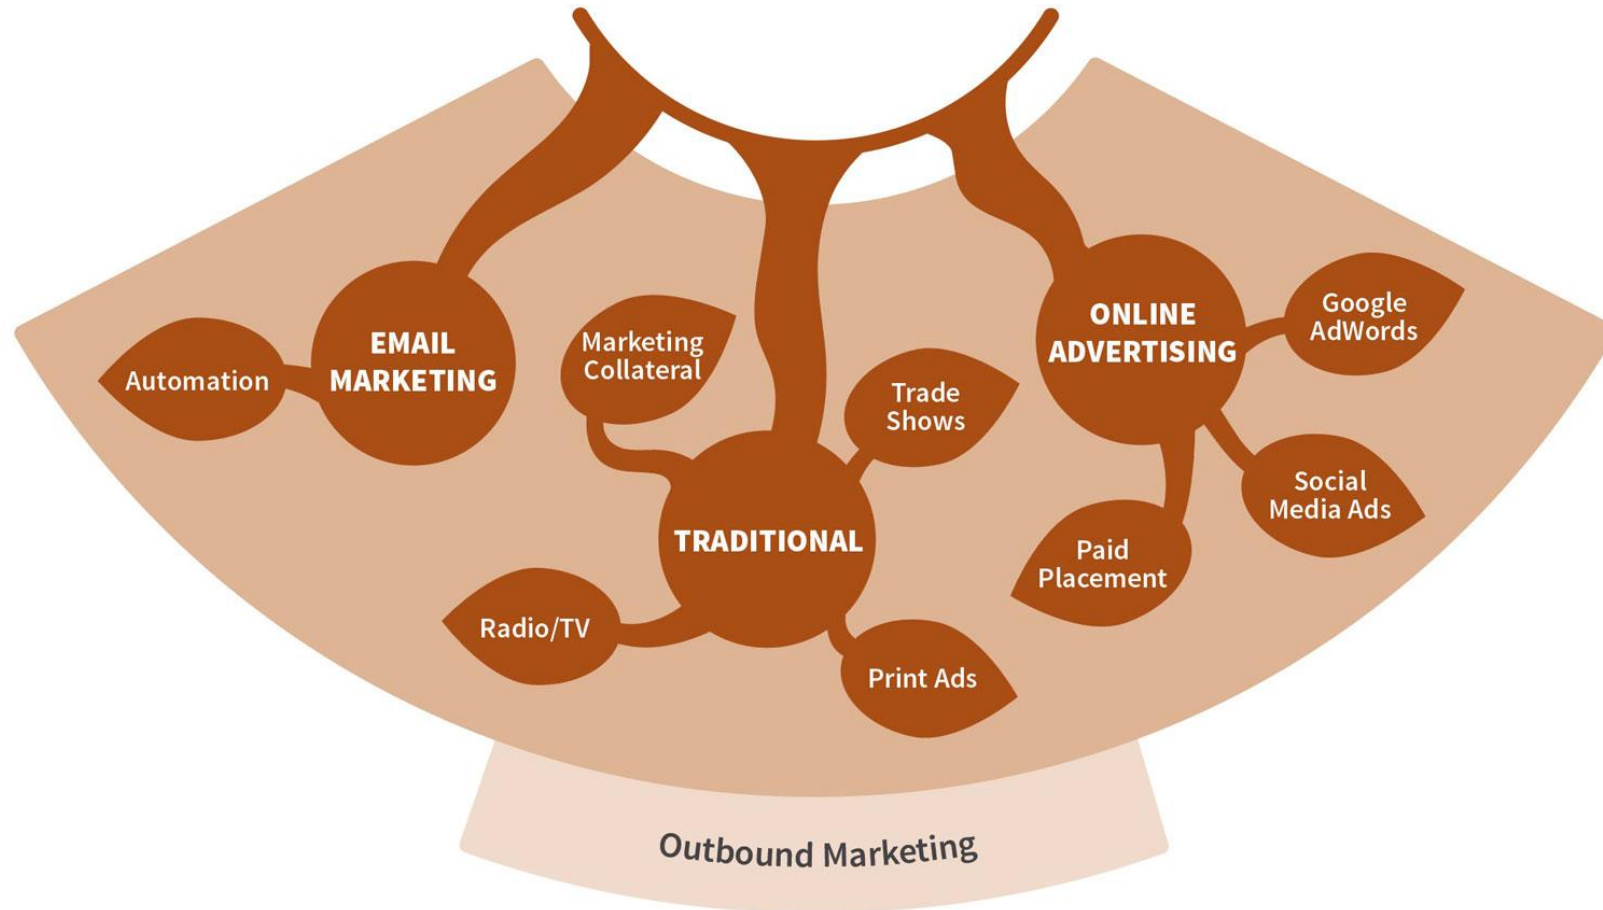 EMAIL
MARKETING
Automation
Marketing
Collateral
Trade
Shows
TRADITIONAL
Radio/TV
Print Ads
ONLINE
ADVERTISING
Google
AdWords
Social
Media Ads
Paid
Placement
Outbound Marketing